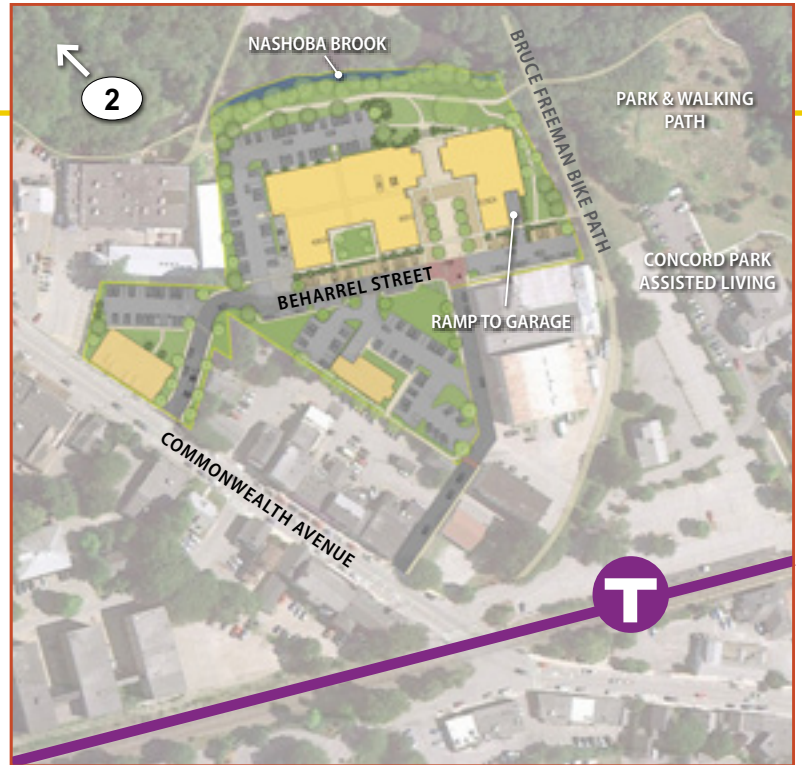 NASHOBA BROOK
2
BRUCE FREEMAN BIKE PATH
PARK & WALKING
PATH
CONCORD PARK
ASSISTED LIVING
BEHARREL STREET
RAMP TO GARAGE
COMMONWEALTH AVENUE
T